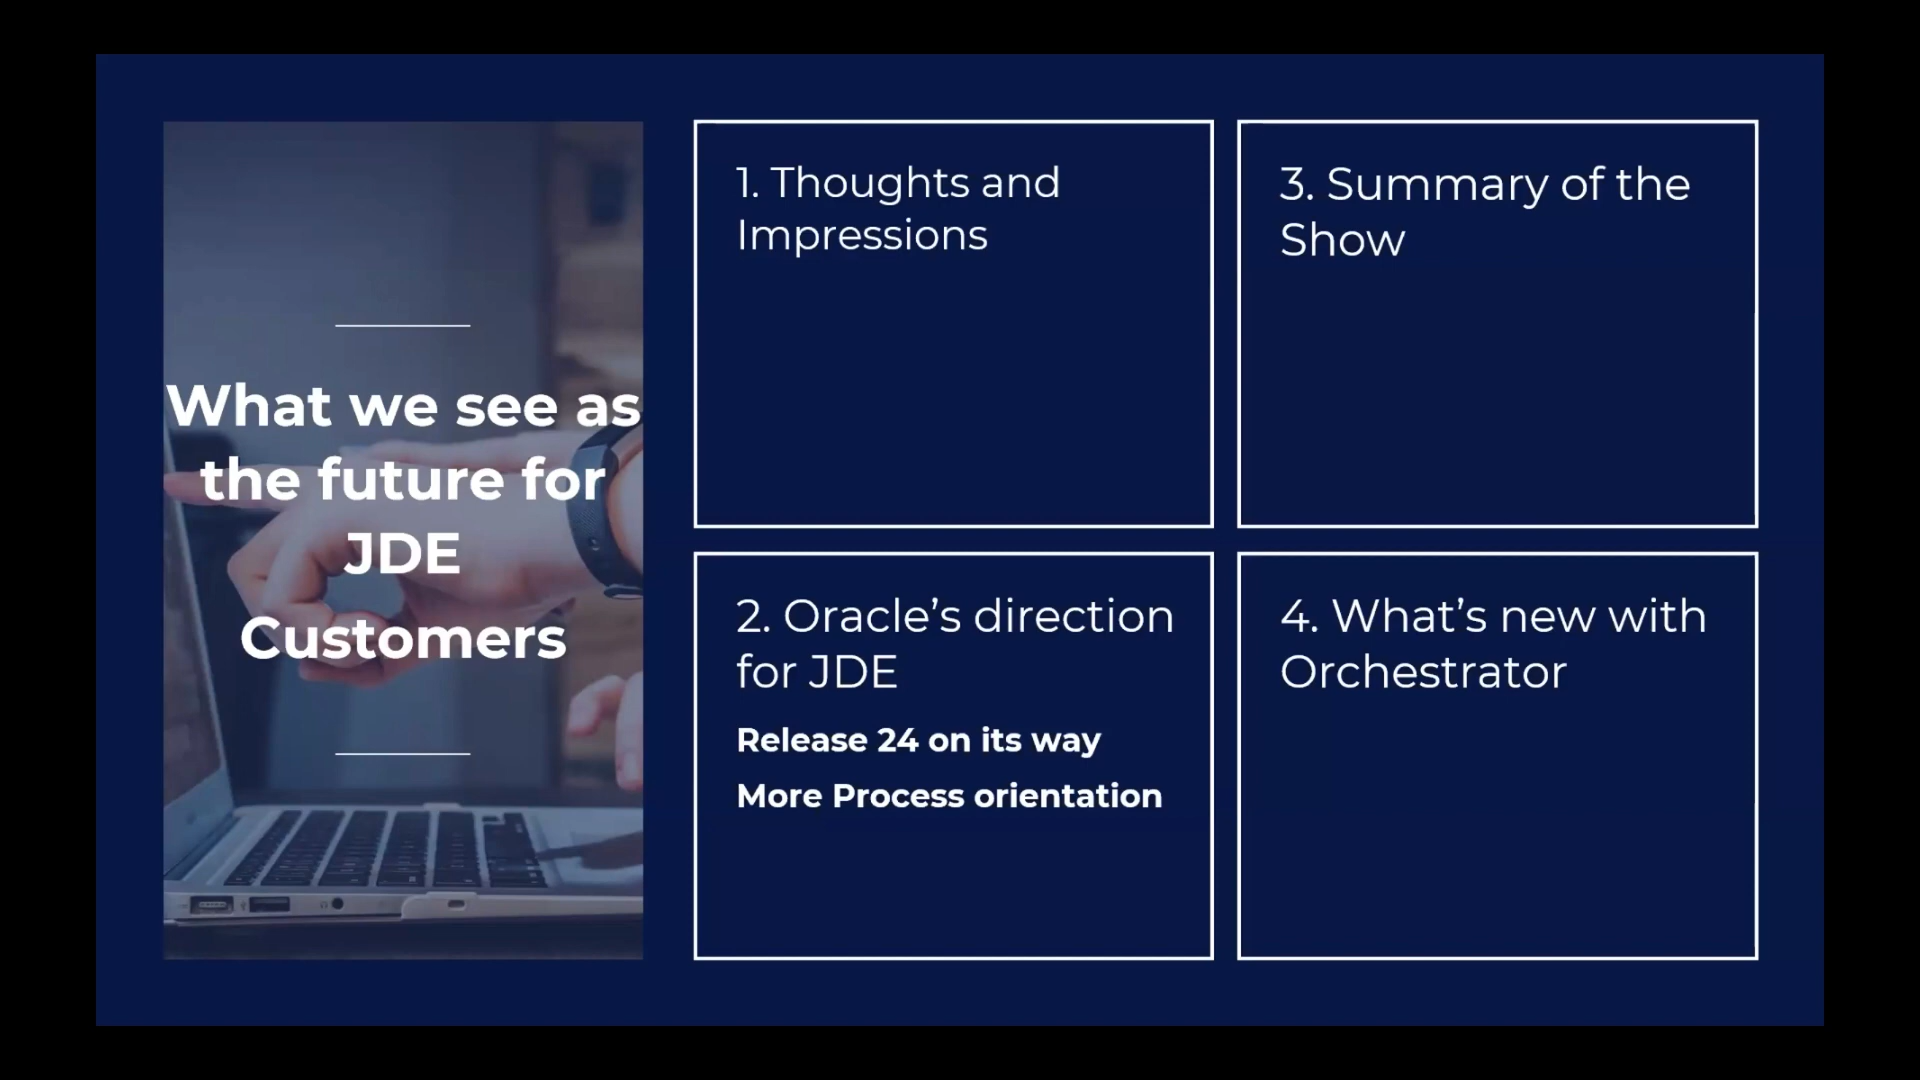 What we see as
the future for
JDE
Customers
1. Thoughts and
Impressions
2. Oracle’s direction
for JDE
Release 24 on its way
More Process orientation
3. Summary of the
Show
4. What’s new with
Orchestrator